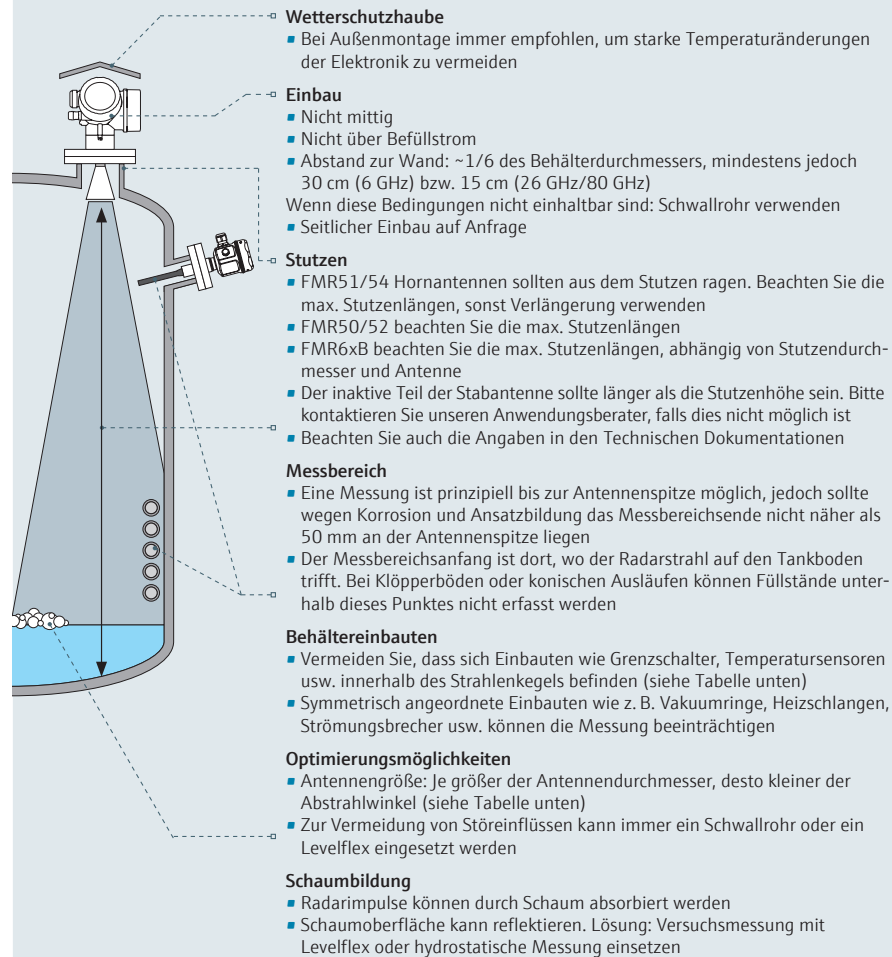 Wetterschutzhaube
▪ Bei Außenmontage immer empfohlen, um starke Temperaturänderungen
der Elektronik zu vermeiden
Einbau
▪ Nicht mittig
▪ Nicht über Befüllstrom
▪ Abstand zur Wand: ~1/6 des Behälterdurchmessers, mindestens jedoch
30 cm (6 GHz) bzw. 15 cm (26 GHz/80 GHz)
Wenn diese Bedingungen nicht einhaltbar sind: Schwallrohr verwenden
▪ Seitlicher Einbau auf Anfrage
Stutzen
▪ FMR51/54 Hornantennen sollten aus dem Stutzen ragen. Beachten Sie die
max. Stutzenlängen, sonst Verlängerung verwenden
▪ FMR50/52 beachten Sie die max. Stutzenlängen
▪ FMR6xB beachten Sie die max. Stutzenlängen, abhängig von Stutzendurch-
messer und Antenne
▪ Der inaktive Teil der Stabantenne sollte länger als die Stutzenhöhe sein. Bitte
kontaktieren Sie unseren Anwendungsberater, falls dies nicht möglich ist
▪ Beachten Sie auch die Angaben in den Technischen Dokumentationen
Messbereich
▪ Eine Messung ist prinzipiell bis zur Antennenspitze möglich, jedoch sollte
wegen Korrosion und Ansatzbildung das Messbereichsende nicht näher als
50 mm an der Antennenspitze liegen
▪ Der Messbereichsanfang ist dort, wo der Radarstrahl auf den Tankboden
trifft. Bei Klöpperböden oder konischen Ausläufen können Füllstände unter-
halb dieses Punktes nicht erfasst werden
Behältereinbauten
▪ Vermeiden Sie, dass sich Einbauten wie Grenzschalter, Temperatursensoren
usw. innerhalb des Strahlenkegels befinden (siehe Tabelle unten)
▪ Symmetrisch angeordnete Einbauten wie z. B. Vakuumringe, Heizschlangen,
Strömungsbrecher usw. können die Messung beeinträchtigen
Optimierungsmöglichkeiten
▪ Antennengröße: Je größer der Antennendurchmesser, desto kleiner der
Abstrahlwinkel (siehe Tabelle unten)
▪ Zur Vermeidung von Störeinflüssen kann immer ein Schwallrohr oder ein
Levelflex eingesetzt werden
Schaumbildung
▪ Radarimpulse können durch Schaum absorbiert werden
▪ Schaumoberfläche kann reflektieren. Lösung: Versuchsmessung mit
Levelflex oder hydrostatische Messung einsetzen